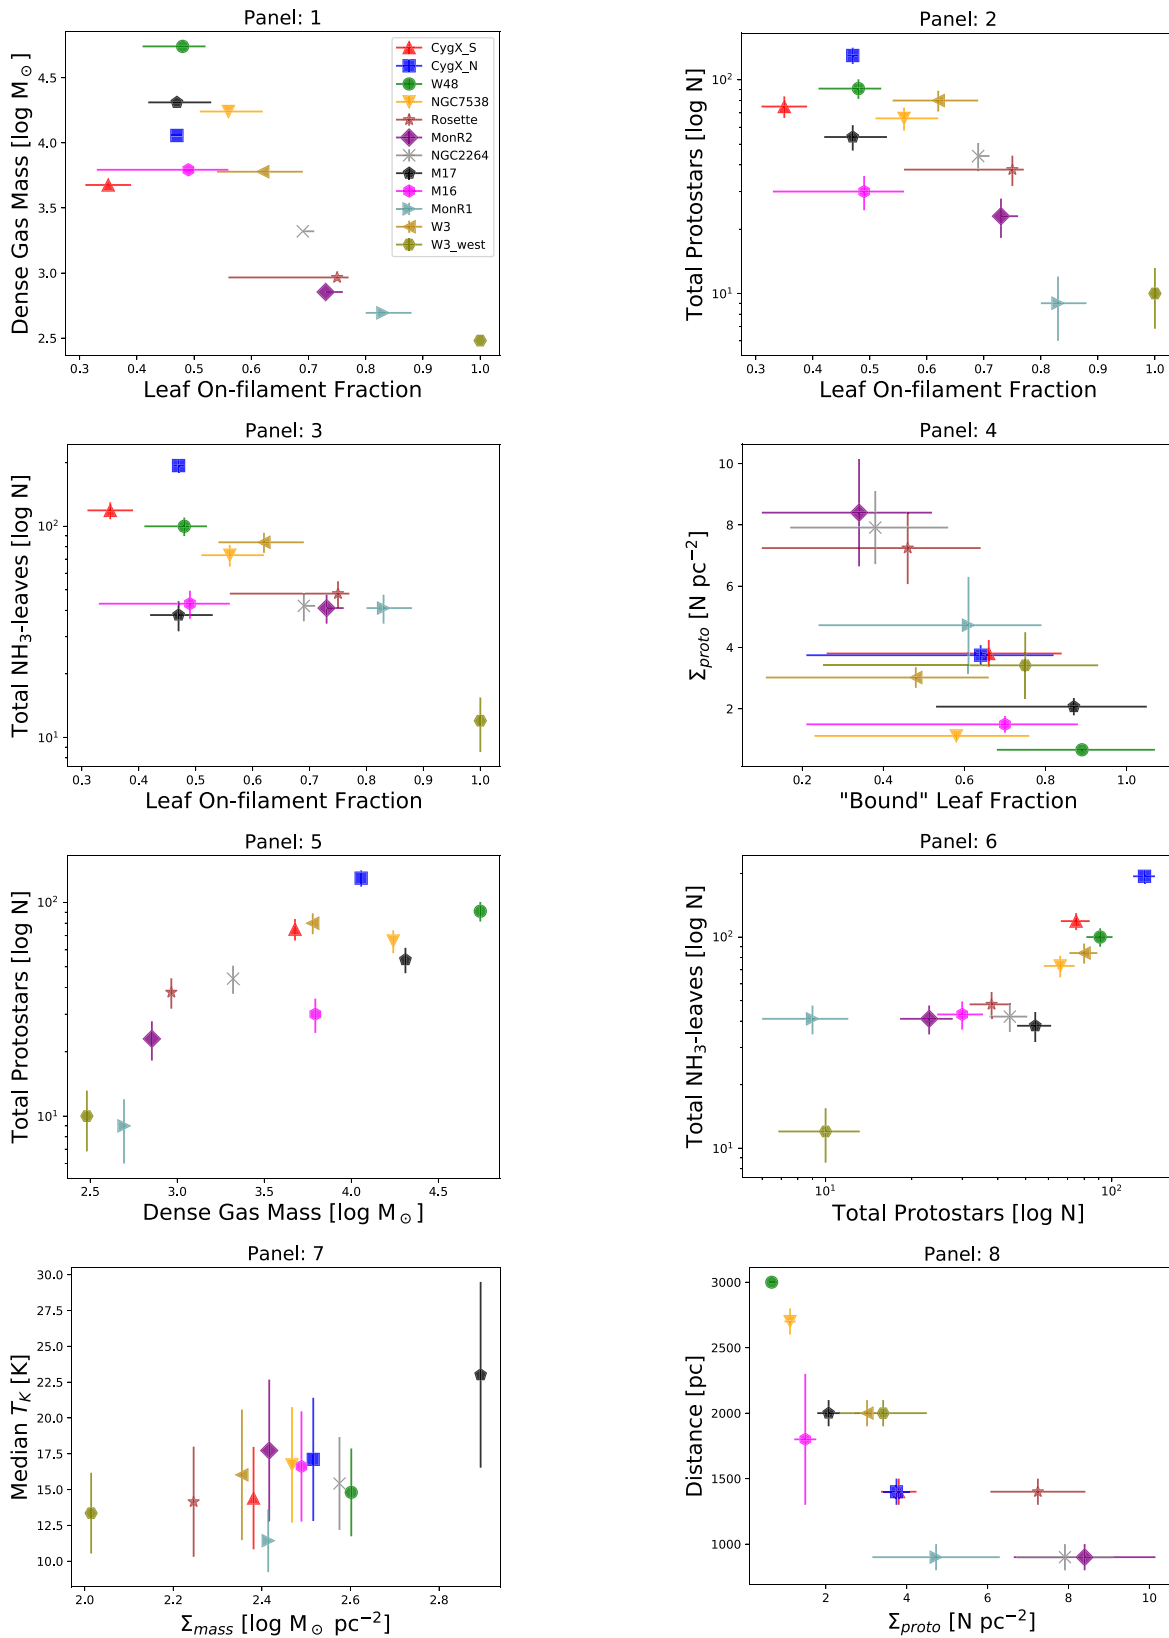 Panel: 1
Dense Gas Mass [log M⊙]
4.5
4.0
3.5
3.0
2.5
CygX_S
CygX_N
W48
NGC7538
Rosette
MonR2
NGC2264
M17
M16
MonR1
W3
W3_west
0.3 0.4 0.5 0.6 0.7 0.8 0.9 1.0
Leaf On-filament Fraction
Panel: 2
Total Protostars [log N]
10²
10¹
0.3 0.4 0.5 0.6 0.7 0.8 0.9 1.0
Leaf On-filament Fraction
Panel: 3
Total NH₃-leaves [log N]
10²
10¹
0.3 0.4 0.5 0.6 0.7 0.8 0.9 1.0
Leaf On-filament Fraction
Panel: 4
Σproto [N pc⁻²]
10
8
6
4
2
0.2 0.4 0.6 0.8 1.0
"Bound" Leaf Fraction
Panel: 5
Total Protostars [log N]
10²
10¹
2.5 3.0 3.5 4.0 4.5
Dense Gas Mass [log M⊙]
Panel: 6
Total NH₃-leaves [log N]
10²
10¹
10¹ 10²
Total Protostars [log N]
Panel: 7
Median T_K [K]
30.0
27.5
25.0
22.5
20.0
17.5
15.0
12.5
10.0
2.0 2.2 2.4 2.6 2.8
Σmass [log M⊙ pc⁻²]
Panel: 8
Distance [pc]
3000
2500
2000
1500
1000
2 4 6 8 10
Σproto [N pc⁻²]